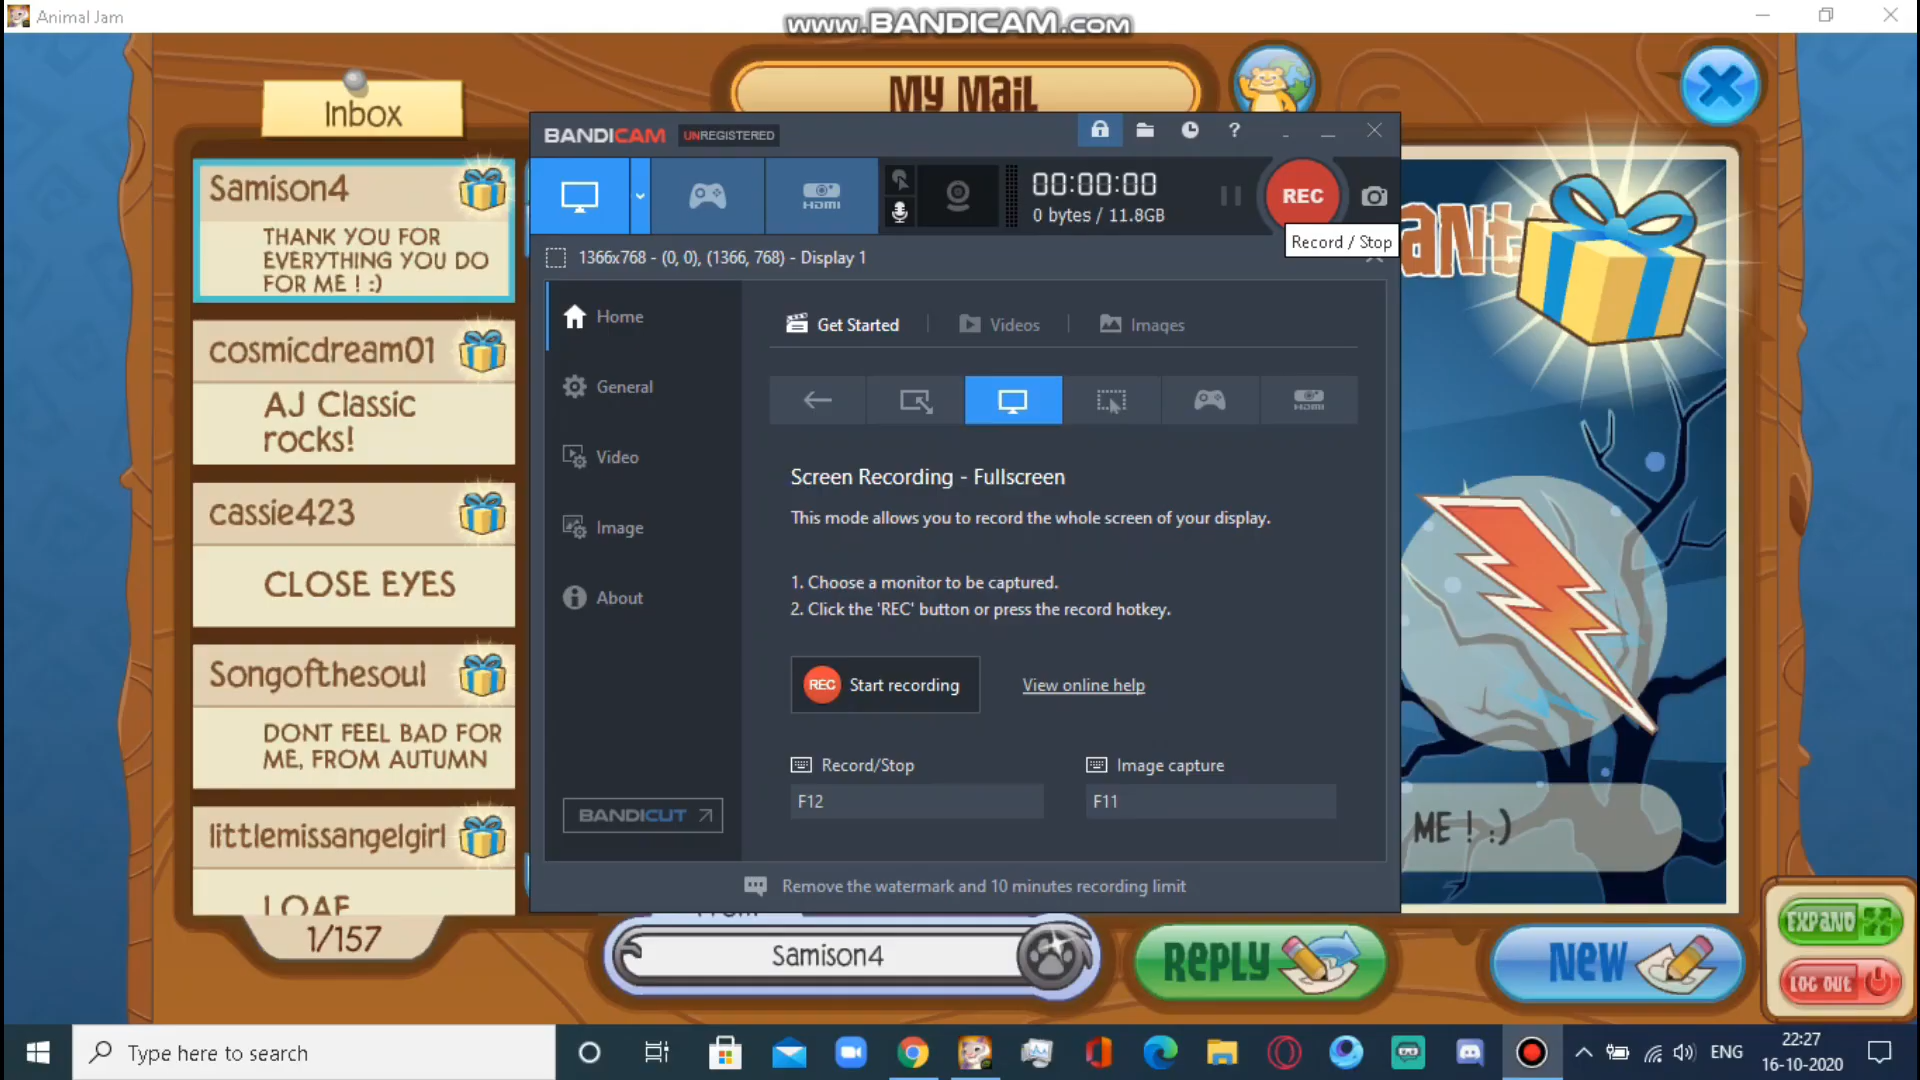 Animal Jam
www.BANDICAM.com
Inbox
My Mail
BANDICAM UNREGISTERED
?
HDMI
00:00:00
0 bytes / 11.8GB
REC
Record / Stop
1366x768 - (0, 0), (1366, 768) - Display 1
Samison4
THANK YOU FOR
EVERYTHING YOU DO
FOR ME ! :)
cosmicdream01
AJ Classic
rocks!
cassie423
CLOSE EYES
Songofthesoul
DONT FEEL BAD FOR
ME, FROM AUTUMN
littlemissangelgirl
LOAF
1/157
Home
General
Video
Image
About
BANDICUT
Get Started
Videos
Images
HDMI
Screen Recording - Fullscreen
This mode allows you to record the whole screen of your display.
1. Choose a monitor to be captured.
2. Click the 'REC' button or press the record hotkey.
REC Start recording
View online help
Record/Stop
Image capture
F12
F11
Remove the watermark and 10 minutes recording limit
ME ! :)
Samison4
REPLY
NEW
EXPAND
LOG OUT
Type here to search
ENG
22:27
16-10-2020